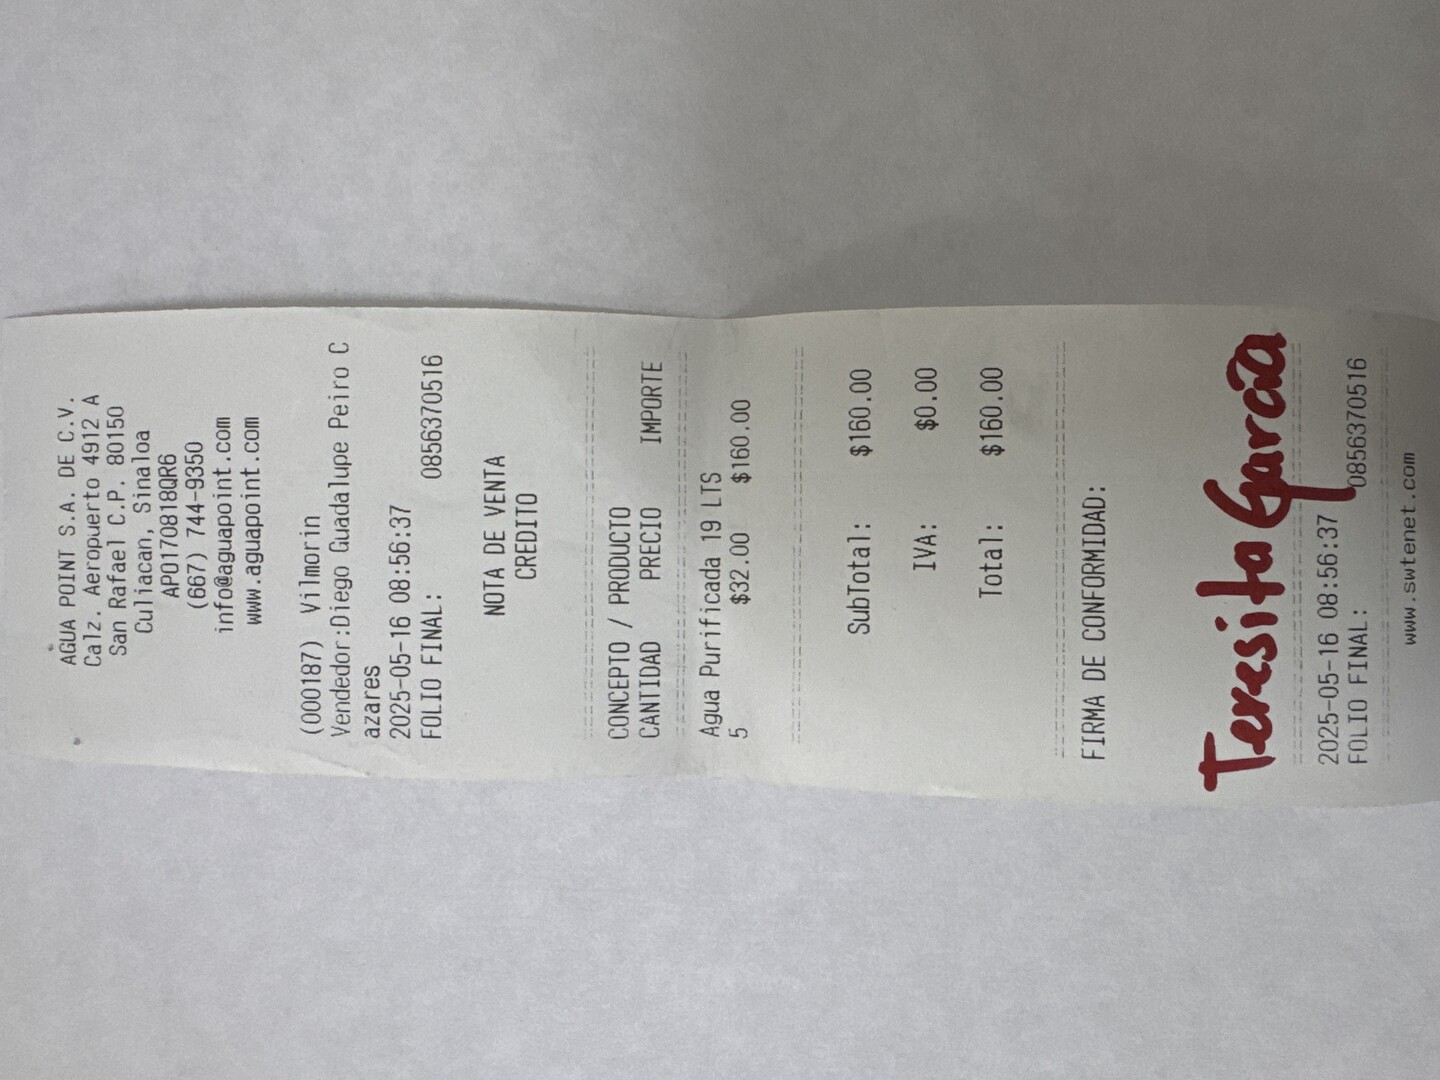 AGUA POINT S.A. DE C.V.
Calz. Aeropuerto 4912 A
San Rafael C.P. 80150
Culiacan, Sinaloa
APO170818QR6
(667) 744-9350
info@aguapoint.com
www.aguapoint.com
(000187) Vilmorin
Vendedor:Diego Guadalupe Peiro C
azares
2025-05-16 08:56:37
FOLIO FINAL: 0856370516
NOTA DE VENTA
CREDITO
CONCEPTO / PRODUCTO
CANTIDAD PRECIO IMPORTE
Agua Purificada 19 LTS
5 $32.00 $160.00
SubTotal: $160.00
IVA: $0.00
Total: $160.00
FIRMA DE CONFORMIDAD:
Teresita García
2025-05-16 08:56:37
FOLIO FINAL: 0856370516
www.swtenet.com